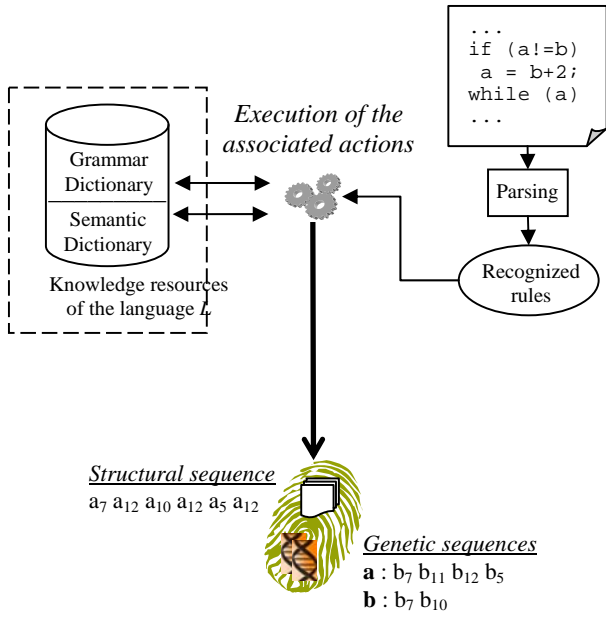 ...
if (a!=b)
a = b+2;
while (a)
...
Parsing
Recognized
rules
Execution of the
associated actions
Grammar
Dictionary
Semantic
Dictionary
Knowledge resources
of the language L
Structural sequence
a₇ a₁₂ a₁₀ a₁₂ a₅ a₁₂
Genetic sequences
a : b₇ b₁₁ b₁₂ b₅
b : b₇ b₁₀